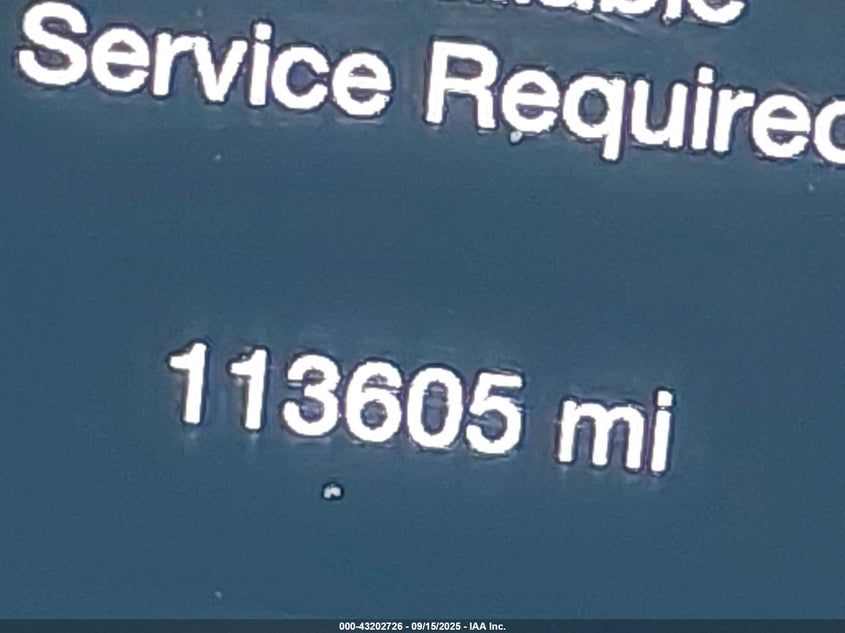 Service Required
113605 mi
000-43202726 - 09/15/2025 - IAA Inc.